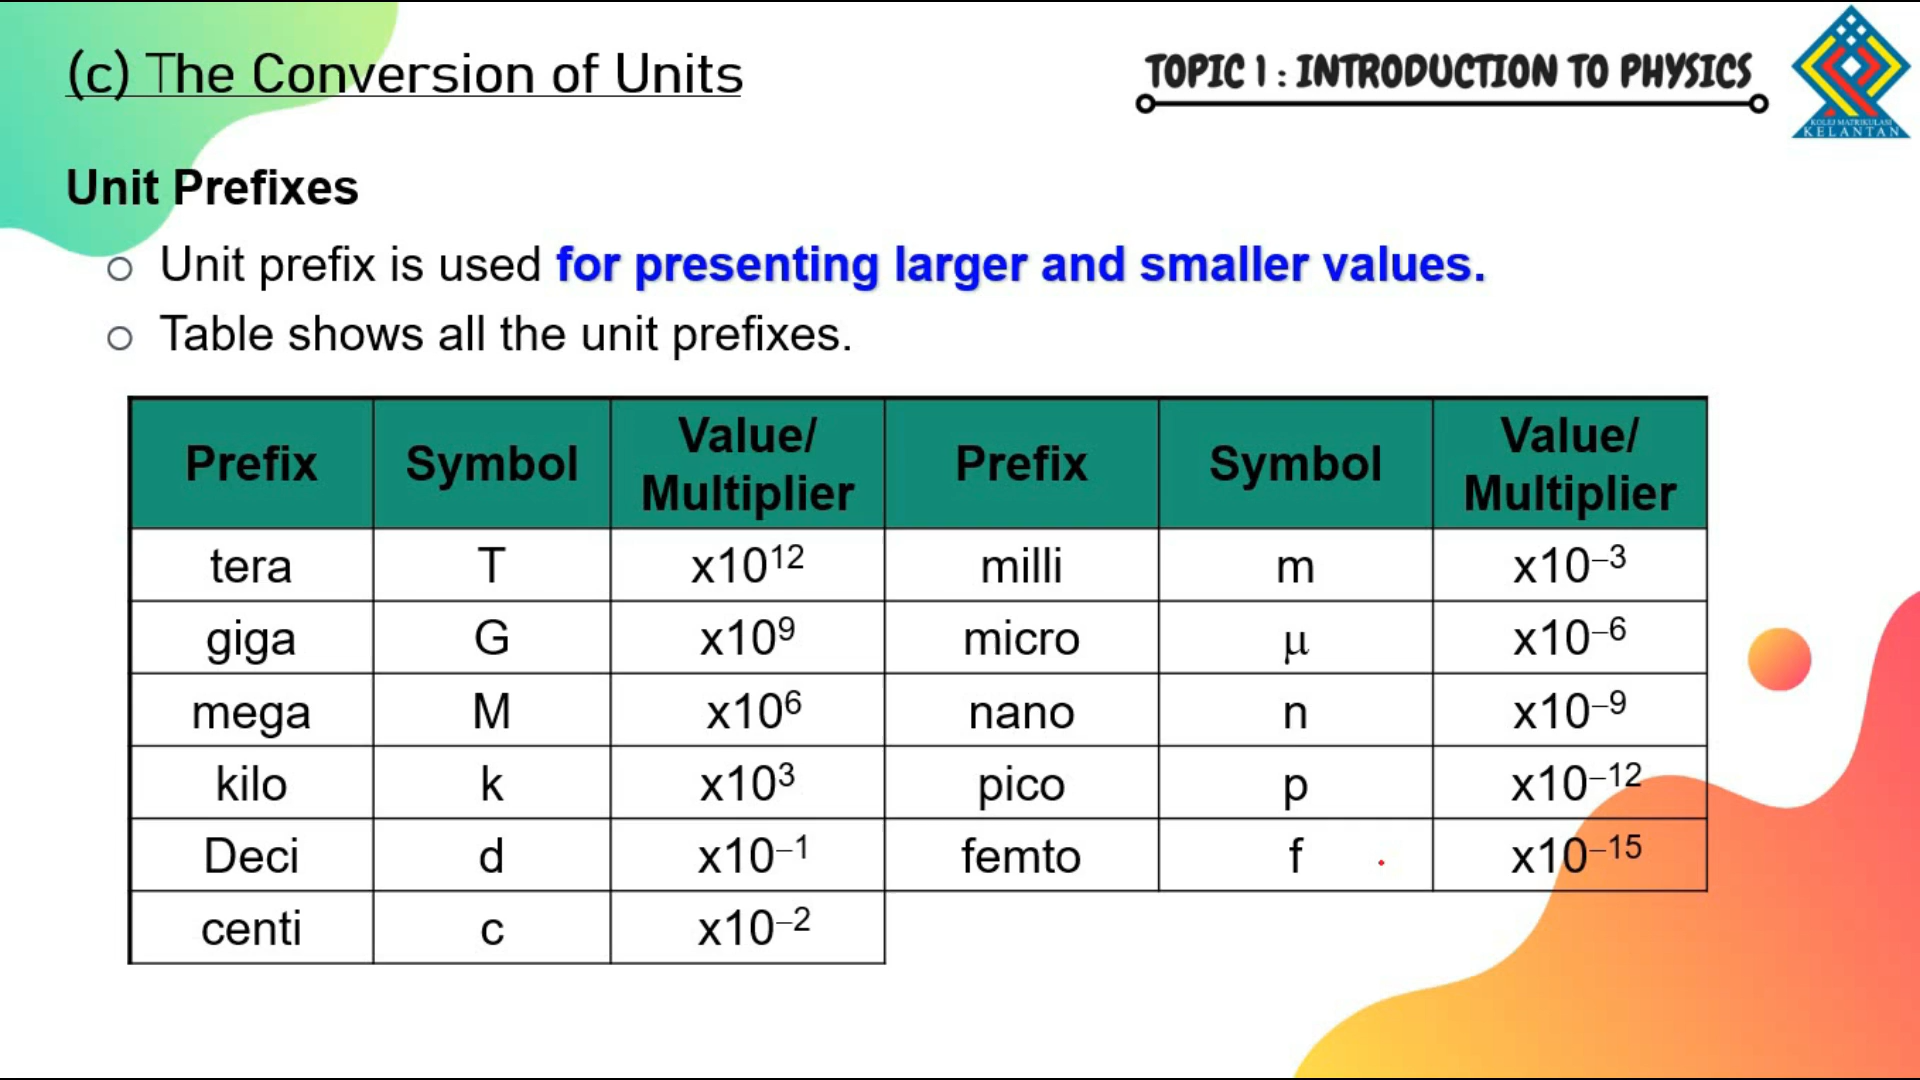 (c) The Conversion of Units
TOPIC 1 : INTRODUCTION TO PHYSICS
KOLEJ MATRIKULASI
KELANTAN
Unit Prefixes
Unit prefix is used for presenting larger and smaller values.
Table shows all the unit prefixes.
Prefix Symbol Value/ Multiplier Prefix Symbol Value/ Multiplier
tera T x10¹² milli m x10⁻³
giga G x10⁹ micro μ x10⁻⁶
mega M x10⁶ nano n x10⁻⁹
kilo k x10³ pico p x10⁻¹²
Deci d x10⁻¹ femto f x10⁻¹⁵
centi c x10⁻²